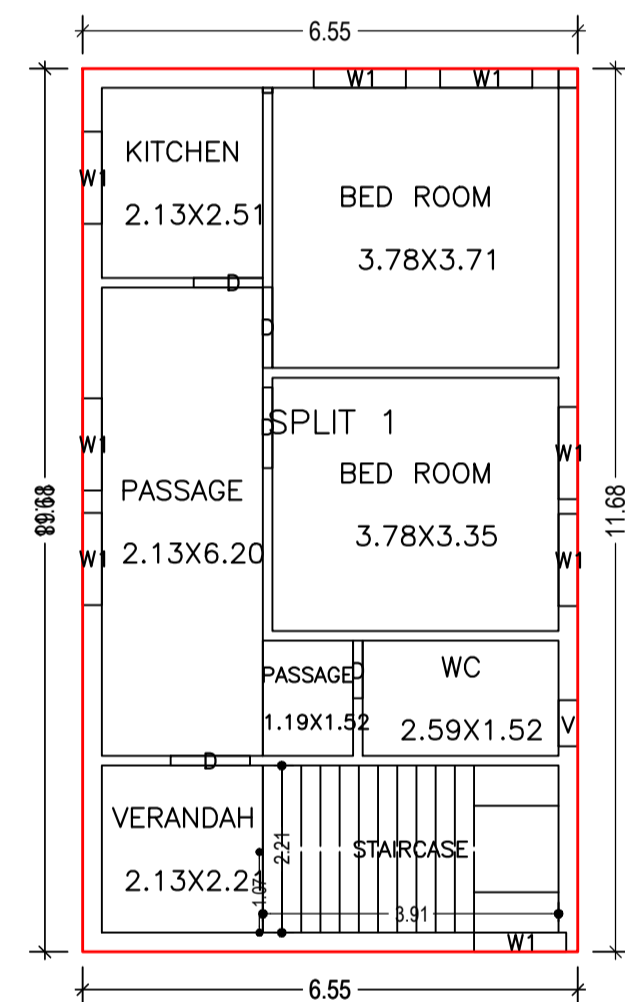 6.55
W1
W1
KITCHEN
2.13X2.51
W1
BED ROOM
3.78X3.71
D
D
SPLIT 1
D
W1
W1
BED ROOM
3.78X3.35
PASSAGE
2.13X6.20
11.68
W1
W1
PASSAGE
1.19X1.52
D
WC
2.59X1.52
V
D
VERANDAH
2.13X2.21
2.21
1.07
STAIRCASE
3.91
W1
6.55